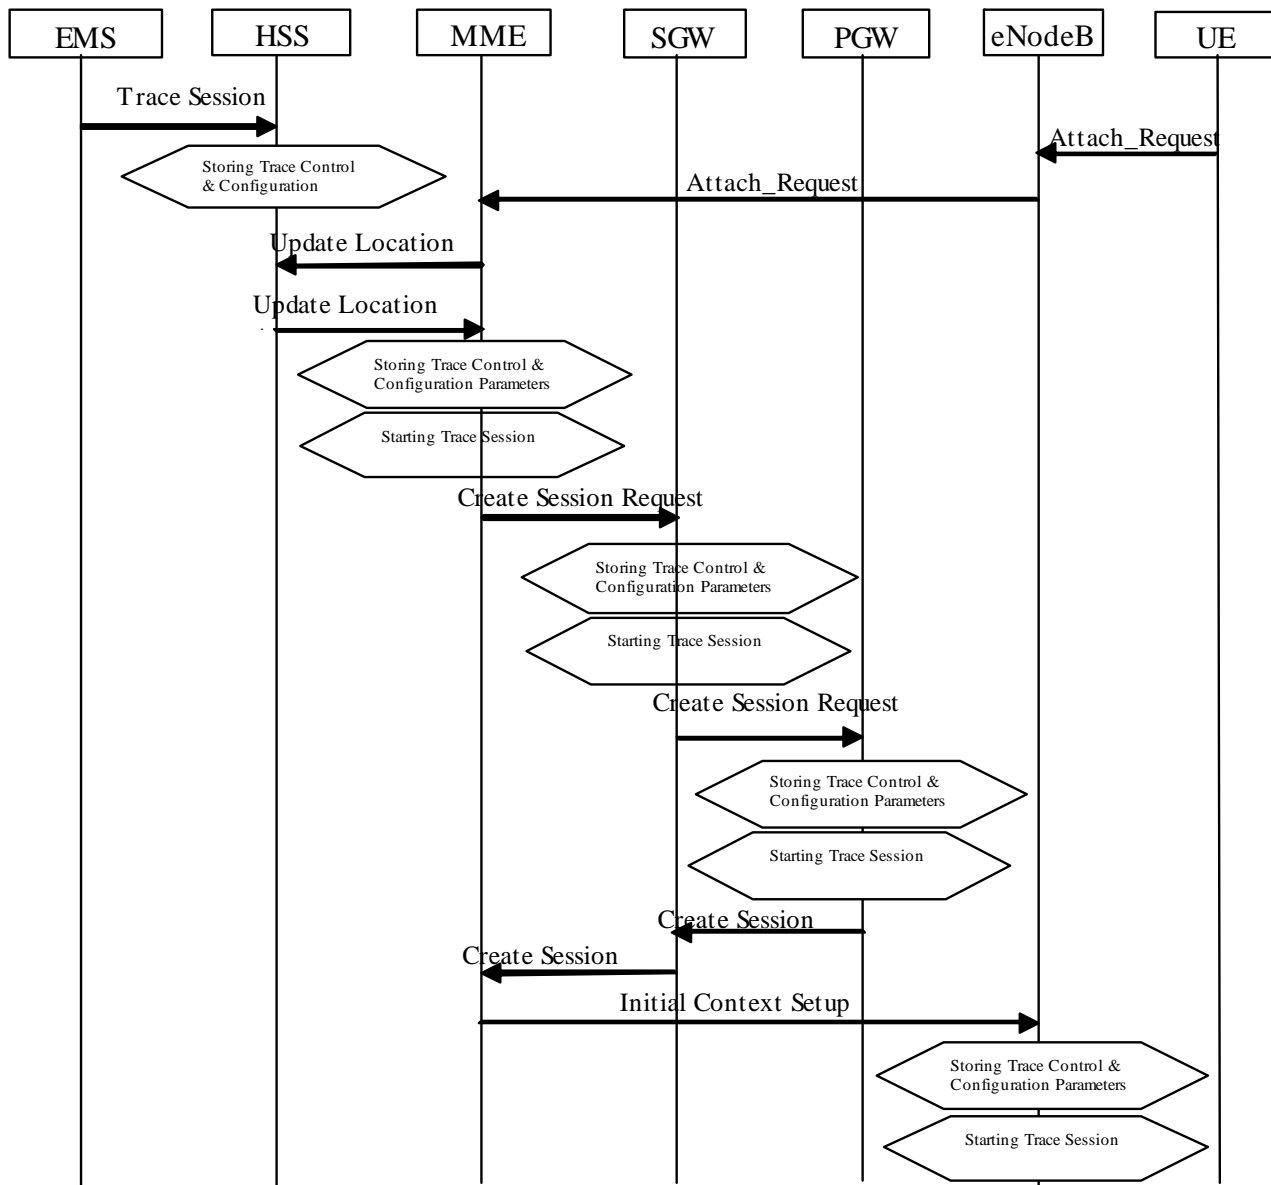 EMS HSS MME SGW PGW eNodeB UE
Trace Session
Attach_Request
Storing Trace Control
& Configuration
Attach_Request
Update Location
Update Location
Storing Trace Control &
Configuration Parameters
Starting Trace Session
Create Session Request
Storing Trace Control &
Configuration Parameters
Starting Trace Session
Create Session Request
Storing Trace Control &
Configuration Parameters
Starting Trace Session
Create Session
Create Session
Initial Context Setup
Storing Trace Control &
Configuration Parameters
Starting Trace Session